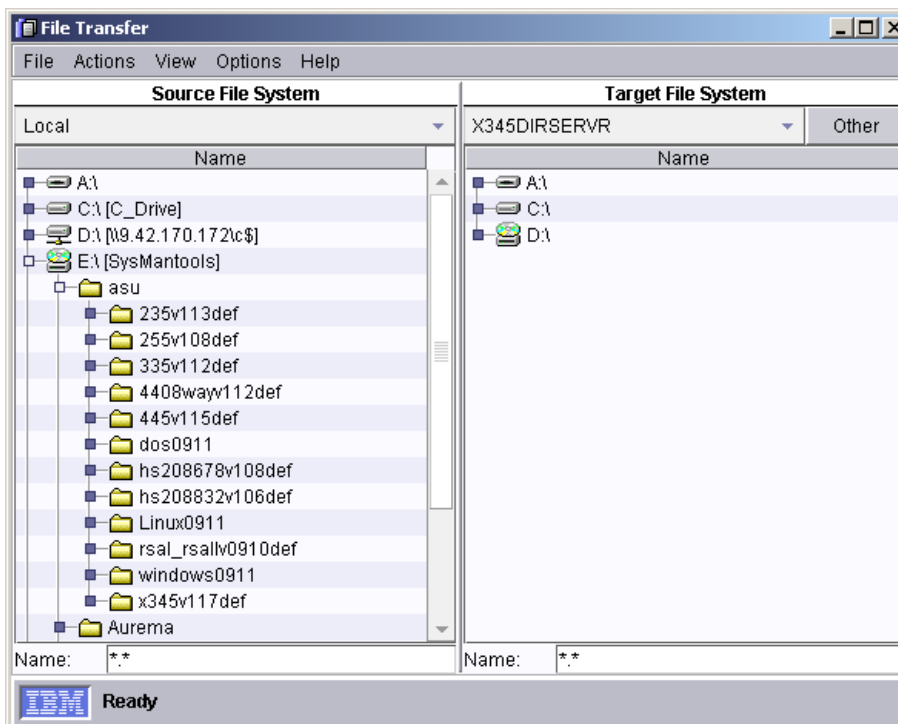 File Transfer
File Actions View Options Help
Source File System
Local
Name
A:\
C:\ [C_Drive]
D:\ [\\9.42.170.172\c$]
E:\ [SysMantools]
asu
235v113def
255v108def
335v112def
4408wayv112def
445v115def
dos0911
hs208678v108def
hs208832v106def
Linux0911
rsal_rsallv0910def
windows0911
x345v117def
Aurema
Name: *.*
Target File System
X345DIRSERVR Other
Name
A:\
C:\
D:\
Name: *.*
IBM Ready